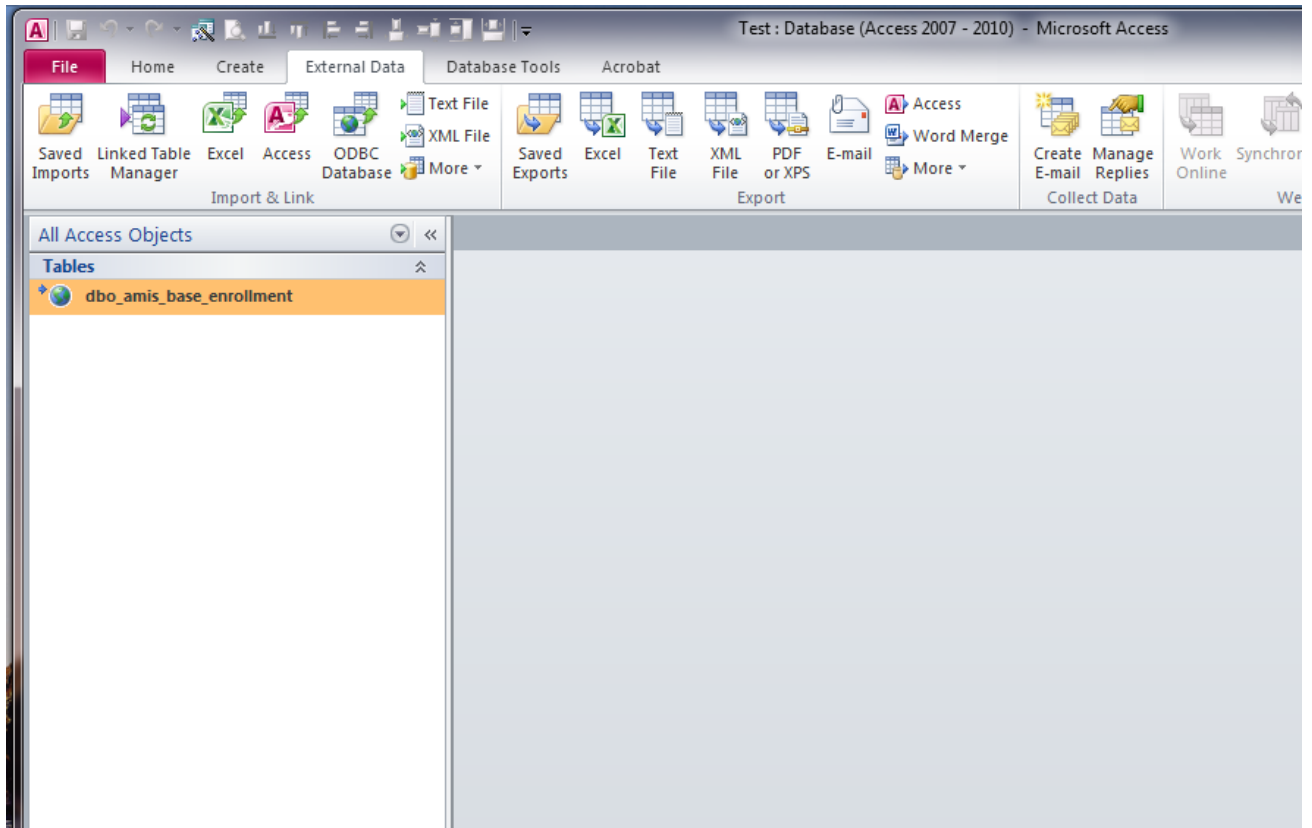 Test : Database (Access 2007 - 2010) - Microsoft Access
File Home Create External Data Database Tools Acrobat
Saved Imports
Linked Table Manager
Excel
Access
ODBC Database
Text File
XML File
More
Import & Link
Saved Exports
Excel
Text File
XML File
PDF or XPS
E-mail
Access
Word Merge
More
Export
Create E-mail
Manage Replies
Collect Data
Work Online
Synchron
We
All Access Objects
Tables
dbo_amis_base_enrollment